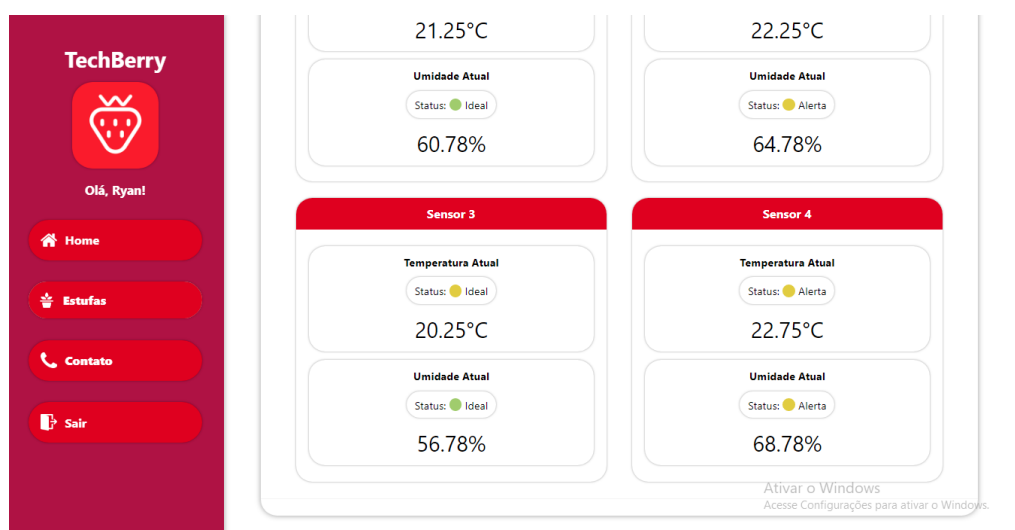 TechBerry
Olá, Ryan!
Home
Estufas
Contato
Sair
21.25°C
Umidade Atual
Status: Ideal
60.78%
22.25°C
Umidade Atual
Status: Alerta
64.78%
Sensor 3
Temperatura Atual
Status: Ideal
20.25°C
Umidade Atual
Status: Ideal
56.78%
Sensor 4
Temperatura Atual
Status: Alerta
22.75°C
Umidade Atual
Status: Alerta
68.78%
Ativar o Windows
Acesse Configurações para ativar o Windows.